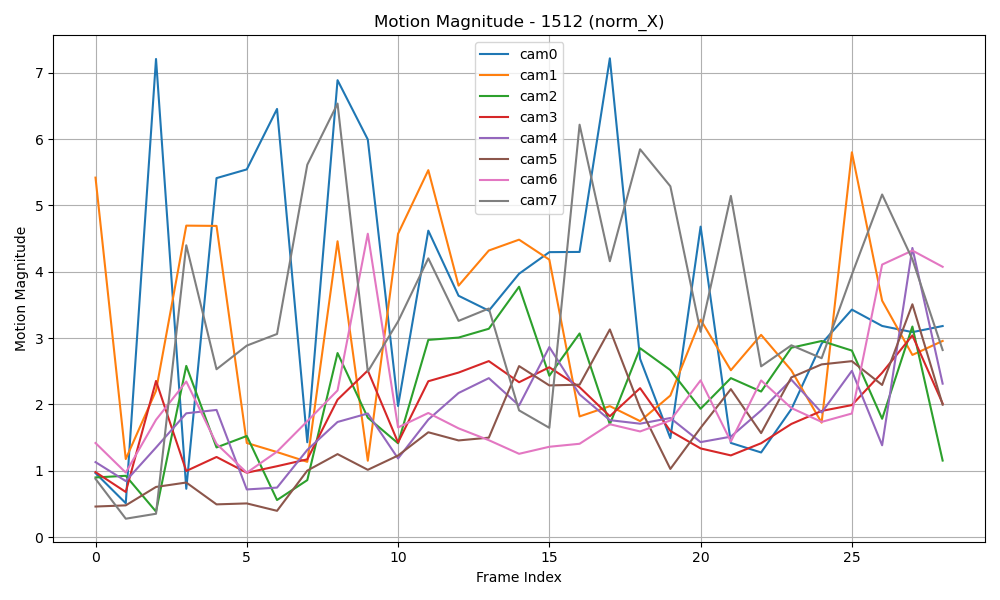 Motion Magnitude - 1512 (norm_X)
cam0
cam1
cam2
cam3
cam4
cam5
cam6
cam7
Motion Magnitude
7
6
5
4
3
2
1
0
0 5 10 15 20 25
Frame Index